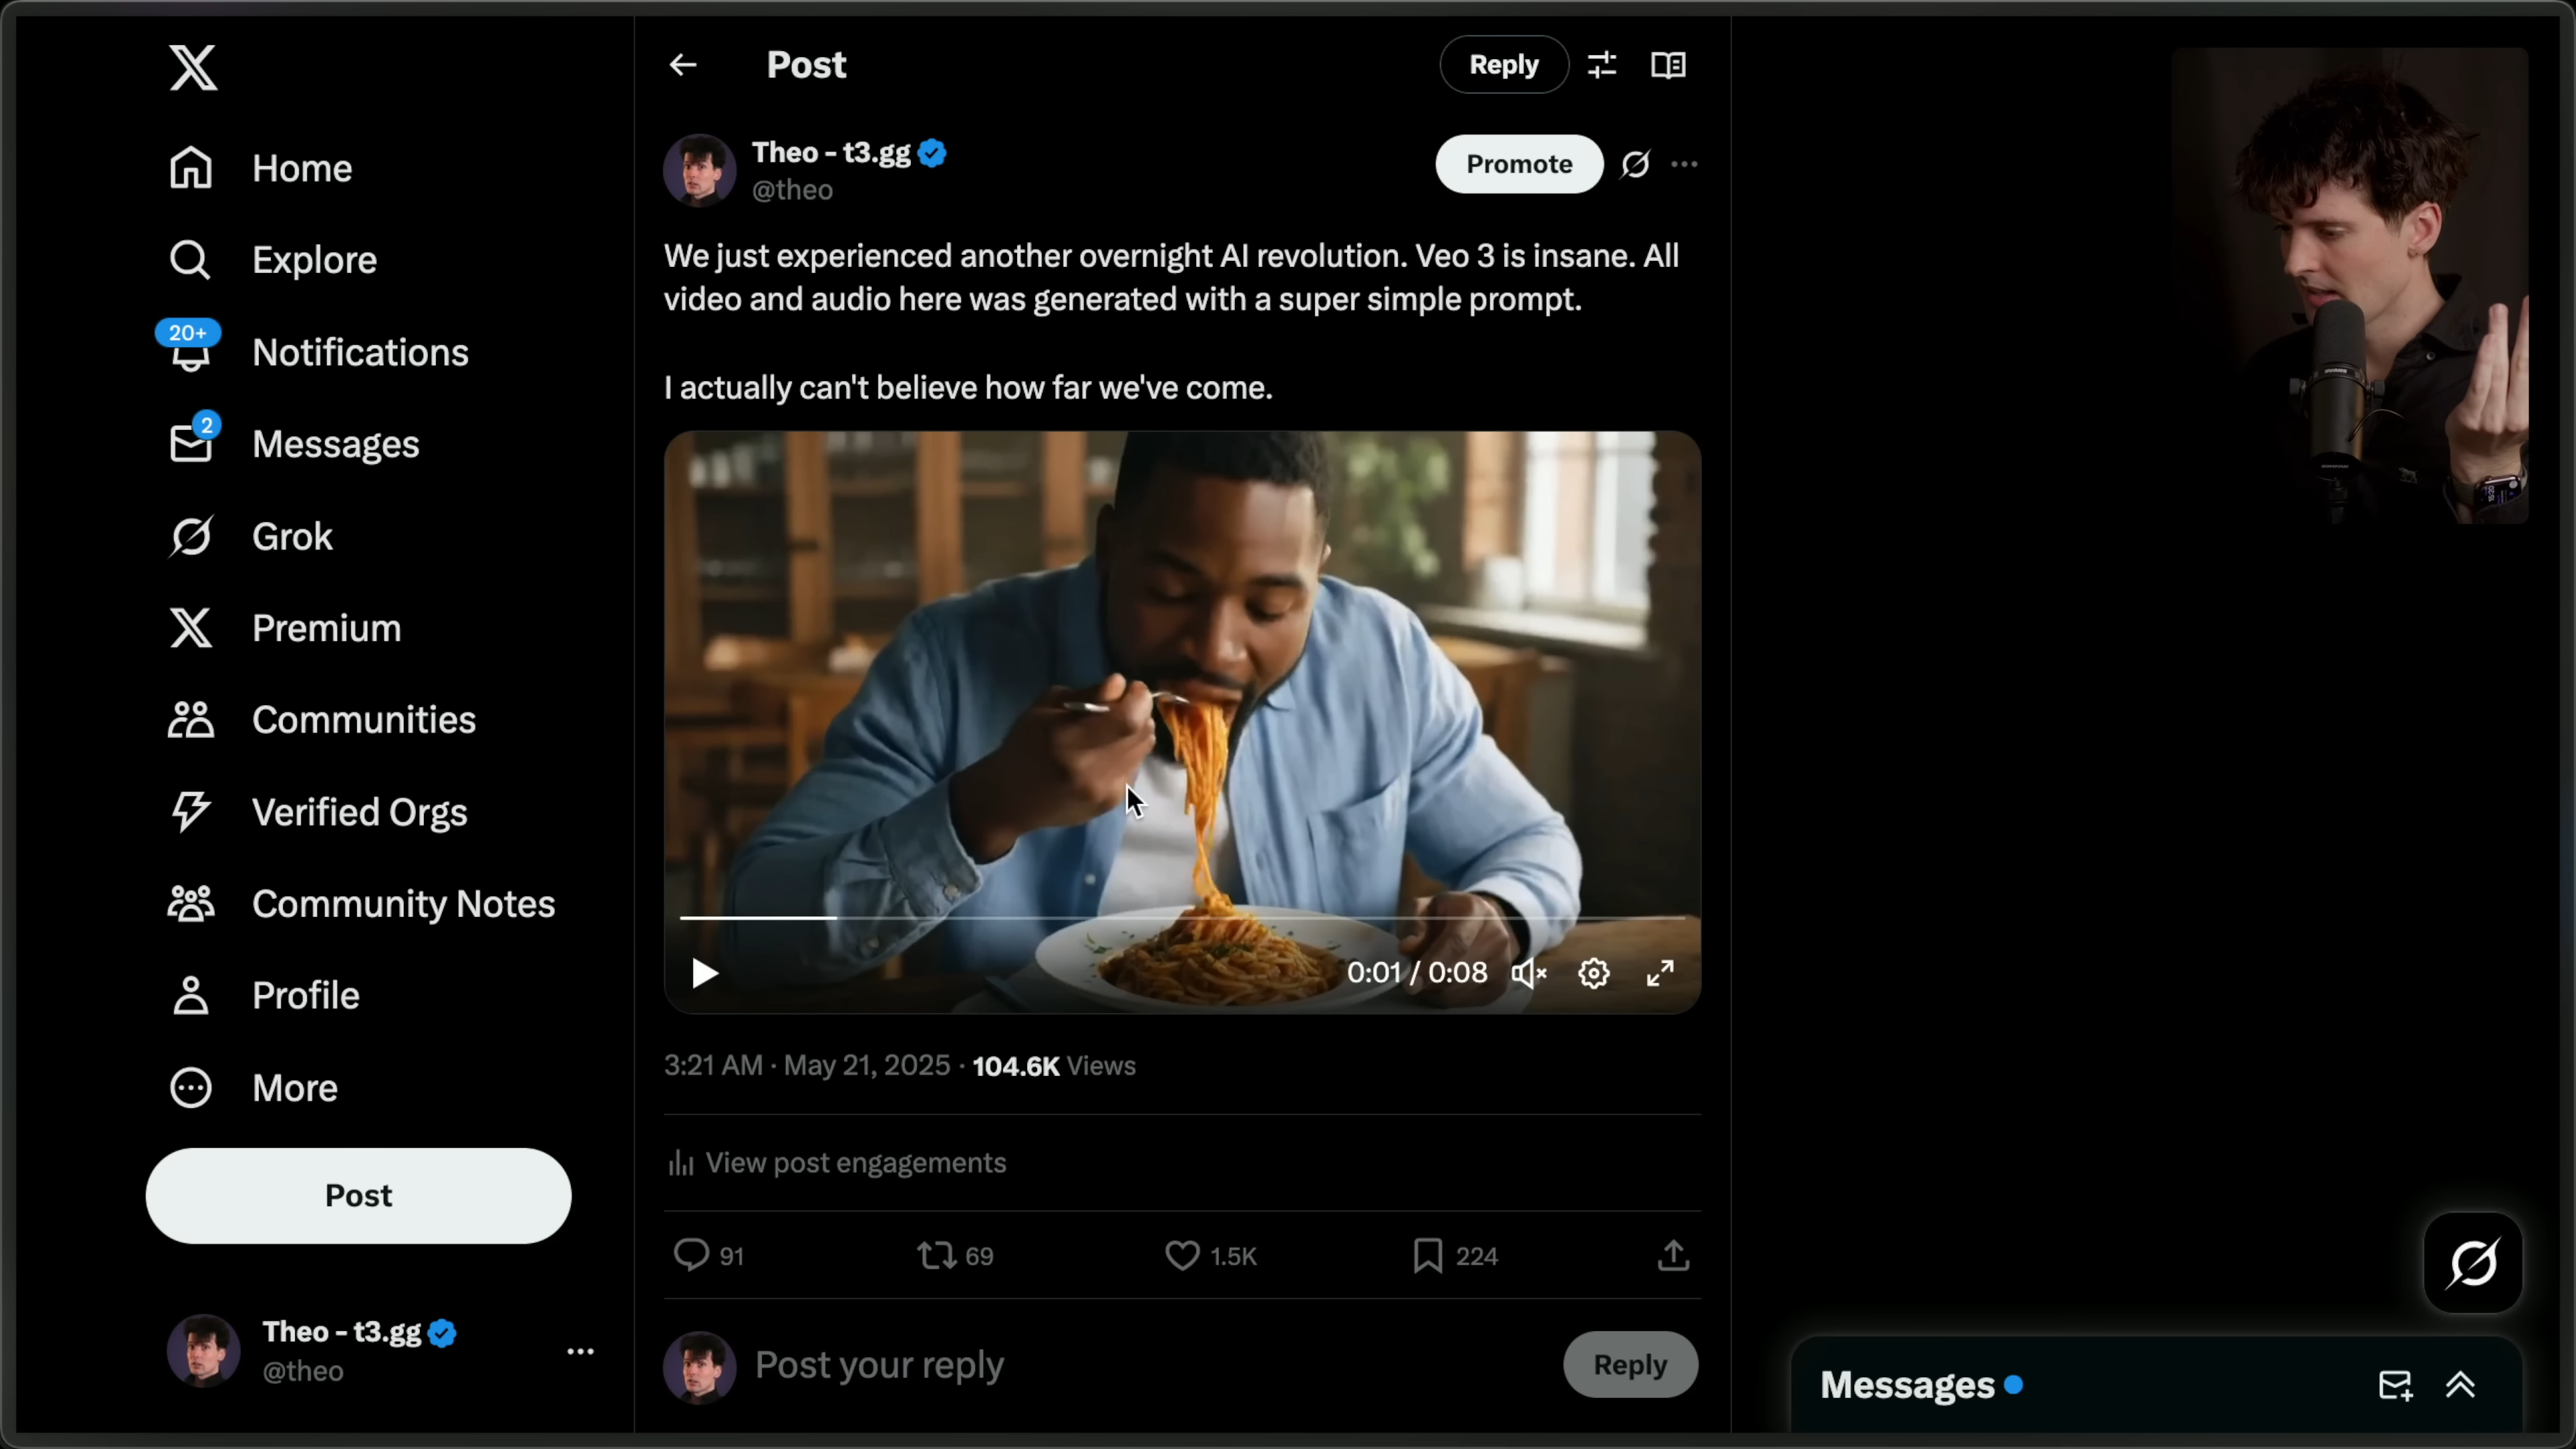 Home
Explore
20+
Notifications
2
Messages
Grok
Premium
Communities
Verified Orgs
Community Notes
Profile
More
Post
Theo - t3.gg
@theo
Post
Reply
Theo - t3.gg
@theo
Promote
We just experienced another overnight AI revolution. Veo 3 is insane. All
video and audio here was generated with a super simple prompt.
I actually can't believe how far we've come.
0:01 / 0:08
3:21 AM · May 21, 2025 · 104.6K Views
View post engagements
91 69 1.5K 224
Post your reply
Reply
Messages